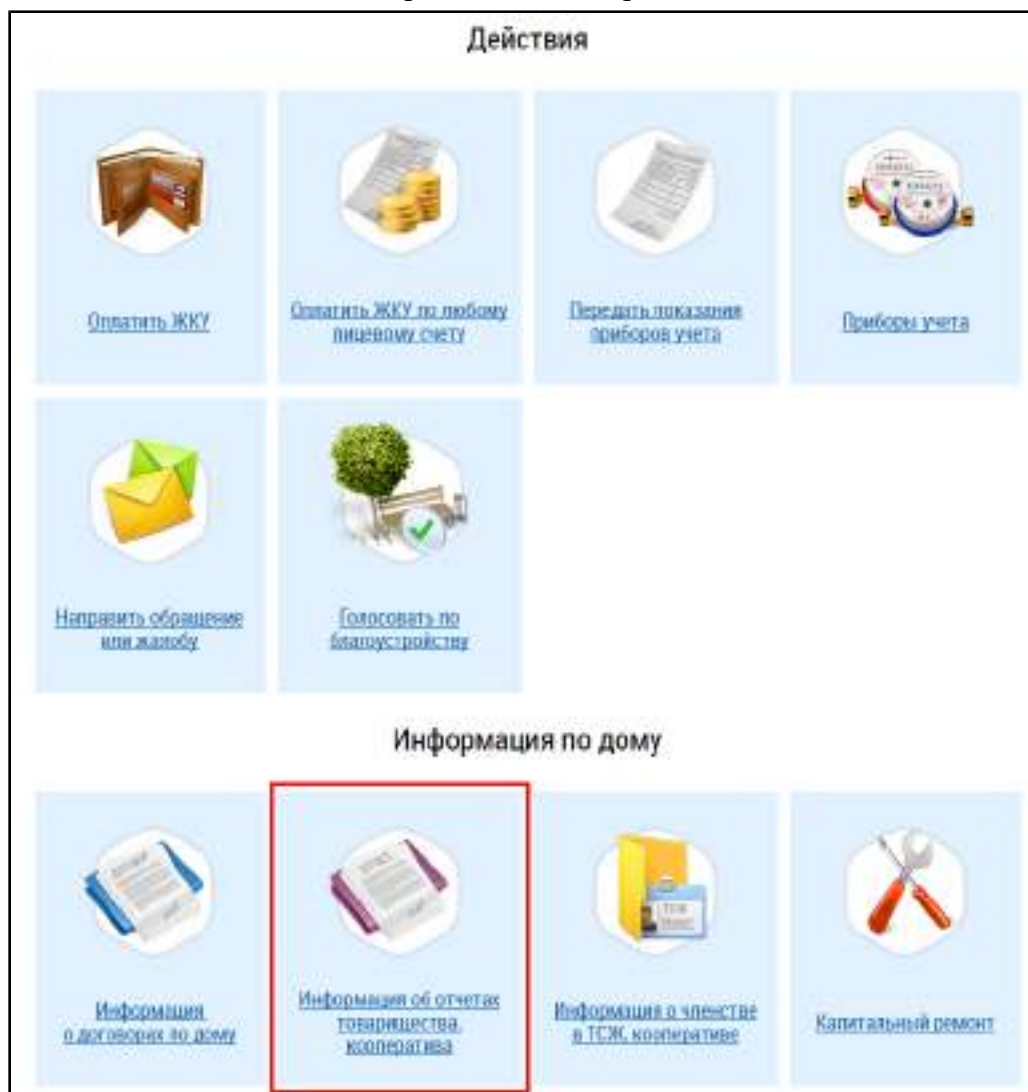 Действия
Оплатить ЖКУ
Оплатить ЖКУ по любому
лицевому счету
Передать показания
приборов учета
Приборы учета
Направить обращение
или жалобу
Голосовать по
благоустройству
Информация по дому
Информация
о договорах по дому
Информация об отчетах
товарищества,
кооператива
Информация о членстве
в ТСЖ, кооперативе
Капитальный ремонт